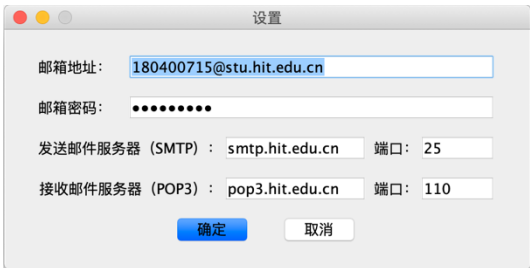 设置
邮箱地址： 180400715@stu.hit.edu.cn
邮箱密码： ●●●●●●●●●
发送邮件服务器（SMTP）： smtp.hit.edu.cn 端口： 25
接收邮件服务器（POP3）： pop3.hit.edu.cn 端口： 110
确定 取消